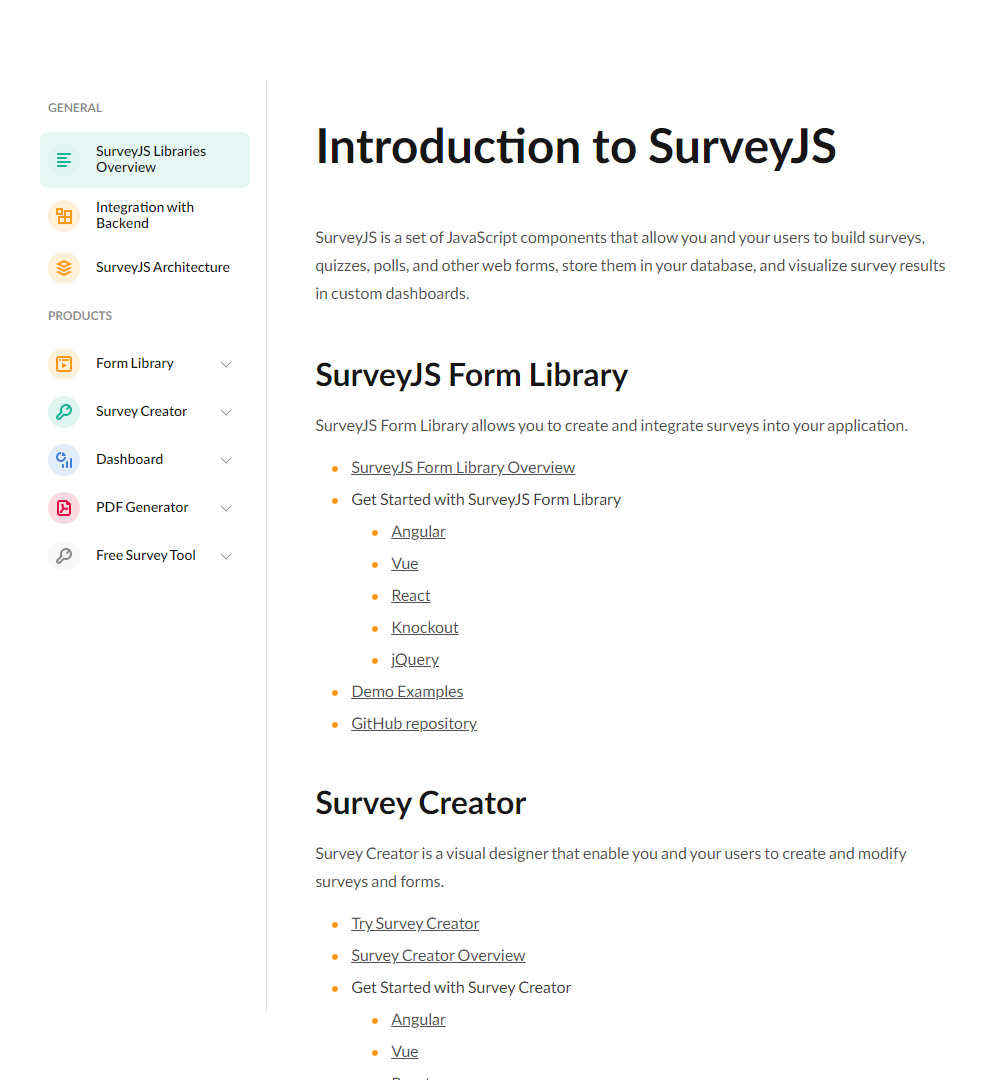 GENERAL
SurveyJS Libraries
Overview
Integration with
Backend
SurveyJS Architecture
PRODUCTS
Form Library
Survey Creator
Dashboard
PDF Generator
Free Survey Tool
Introduction to SurveyJS
SurveyJS is a set of JavaScript components that allow you and your users to build surveys,
quizzes, polls, and other web forms, store them in your database, and visualize survey results
in custom dashboards.
SurveyJS Form Library
SurveyJS Form Library allows you to create and integrate surveys into your application.
SurveyJS Form Library Overview
Get Started with SurveyJS Form Library
Angular
Vue
React
Knockout
jQuery
Demo Examples
GitHub repository
Survey Creator
Survey Creator is a visual designer that enable you and your users to create and modify
surveys and forms.
Try Survey Creator
Survey Creator Overview
Get Started with Survey Creator
Angular
Vue